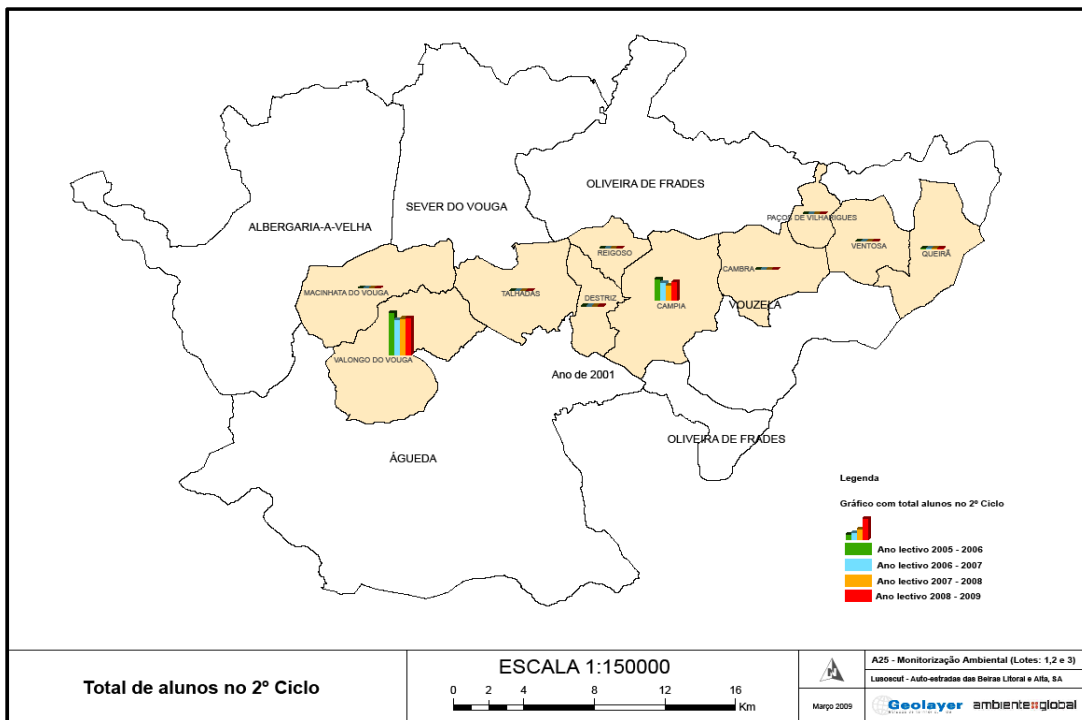 OLIVEIRA DE FRADES
SEVER DO VOUGA
ALBERGARIA-A-VELHA
PAÇOS DE VILHARIGUES
VENTOSA
QUEIRÃ
REIGOSO
CAMBRA
MACINHATA DO VOUGA
TALHADAS
DESTRIZ
CAMPIA
VOUZELA
VALONGO DO VOUGA
Ano de 2001
OLIVEIRA DE FRADES
ÁGUEDA
Legenda
Gráfico com total alunos no 2º Ciclo
Ano lectivo 2005 - 2006
Ano lectivo 2006 - 2007
Ano lectivo 2007 - 2008
Ano lectivo 2008 - 2009
Total de alunos no 2º Ciclo
ESCALA 1:150000
0 2 4 8 12 16
Km
N
Março 2009
A25 - Monitorização Ambiental (Lotes: 1,2 e 3)
Lusoscut - Auto-estradas das Beiras Litoral e Alta, SA
Geolayer
ambiente global